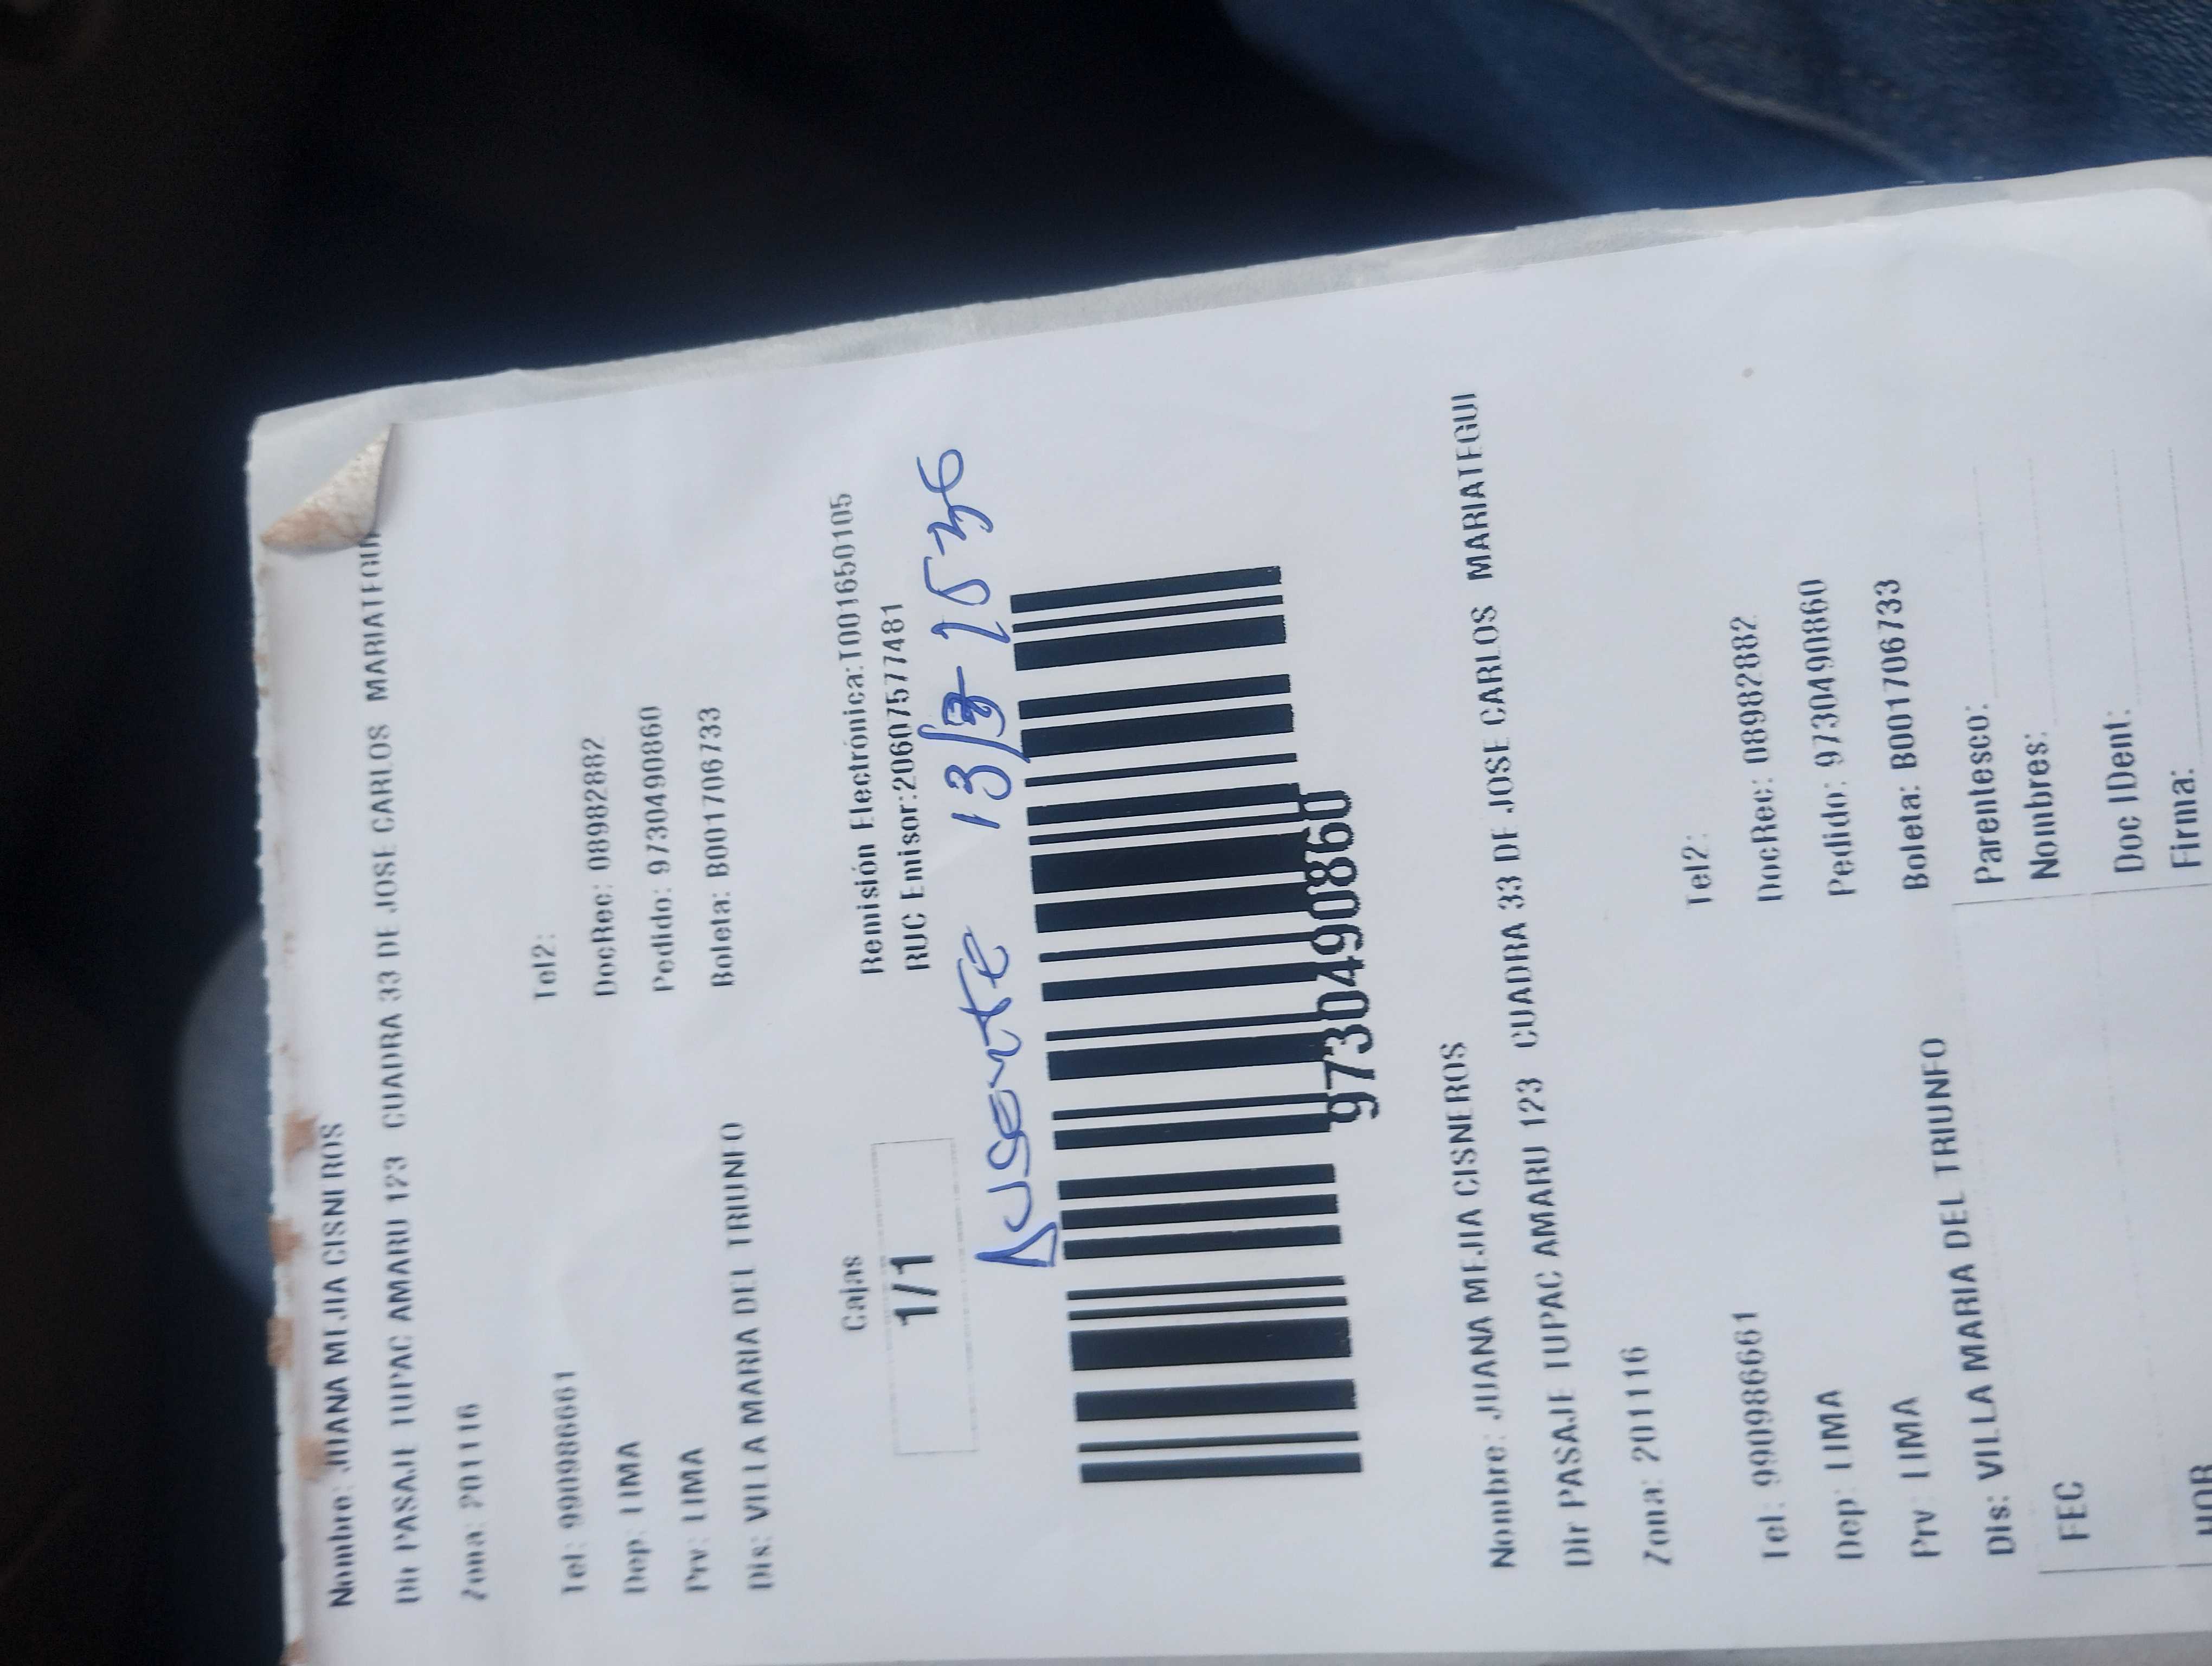 Nombre: JUANA MEJIA CISNEROS
Dir PASAJE TUPAC AMARU 123 CUADRA 33 DE JOSE CARLOS MARIATEGUI
Zona: 201116
Tel: 990986661 Tel2:
Dep: LIMA DocRec: 08982882
Prv: LIMA Pedido: 9730490860
Dis: VILLA MARIA DEL TRIUNFO Boleta: B001706733
Cajas Remisión Electrónica:T001650105
1/1 RUC Emisor:20607577481
Ausente 13/ 1536
9730490860
Nombre: JUANA MEJIA CISNEROS
Dir PASAJE TUPAC AMARU 123 CUADRA 33 DE JOSE CARLOS MARIATEGUI
Zona: 201116
Tel: 990986661 Tel2:
Dep: LIMA DocRec: 08982882
Prv: LIMA Pedido: 9730490860
Dis: VILLA MARIA DEL TRIUNFO Boleta: B001706733
FEC Parentesco:
Nombres:
HOR Doc IDent:
Firma: